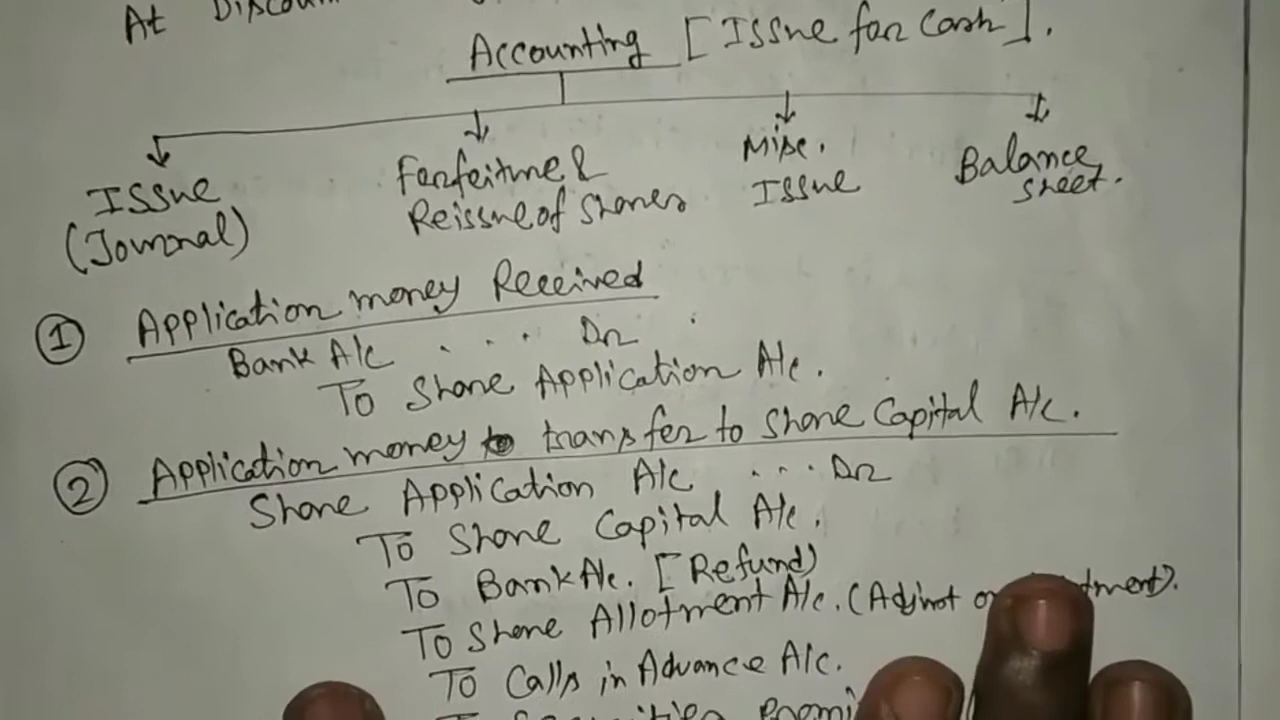 At Discount
Accounting [Issue for Cash].
Issue
(Journal)
Forfeiture &
Reissue of Shares
Misc.
Issue
Balance
Sheet.
① Application money Received
Bank A/c . . . Dr
To Share Application A/c.
② Application money transfer to Share Capital A/c.
Share Application A/c . . . Dr
To Share Capital A/c.
To Bank A/c. [Refund)
To Share Allotment A/c. (Adjust
To Calls in Advance A/c.
To